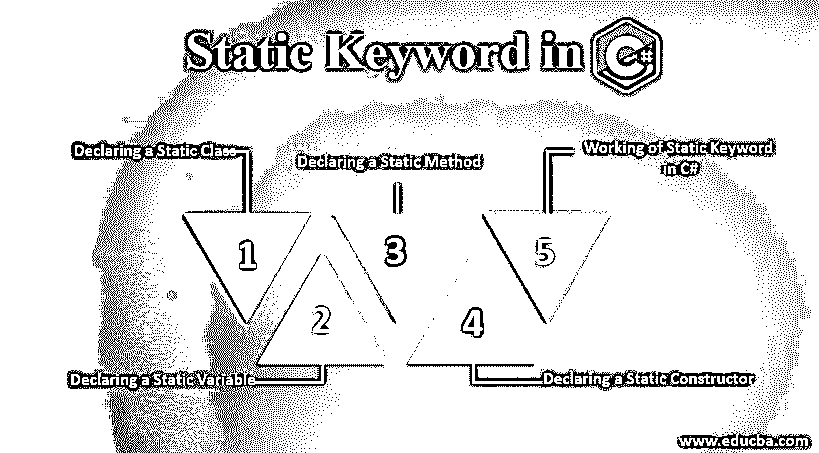 Static Keyword in C#
Declaring a Static Class
Declaring a Static Method
Working of Static Keyword
in C#
1
3
5
2
4
Declaring a Static Variable
Declaring a Static Constructor
www.educba.com